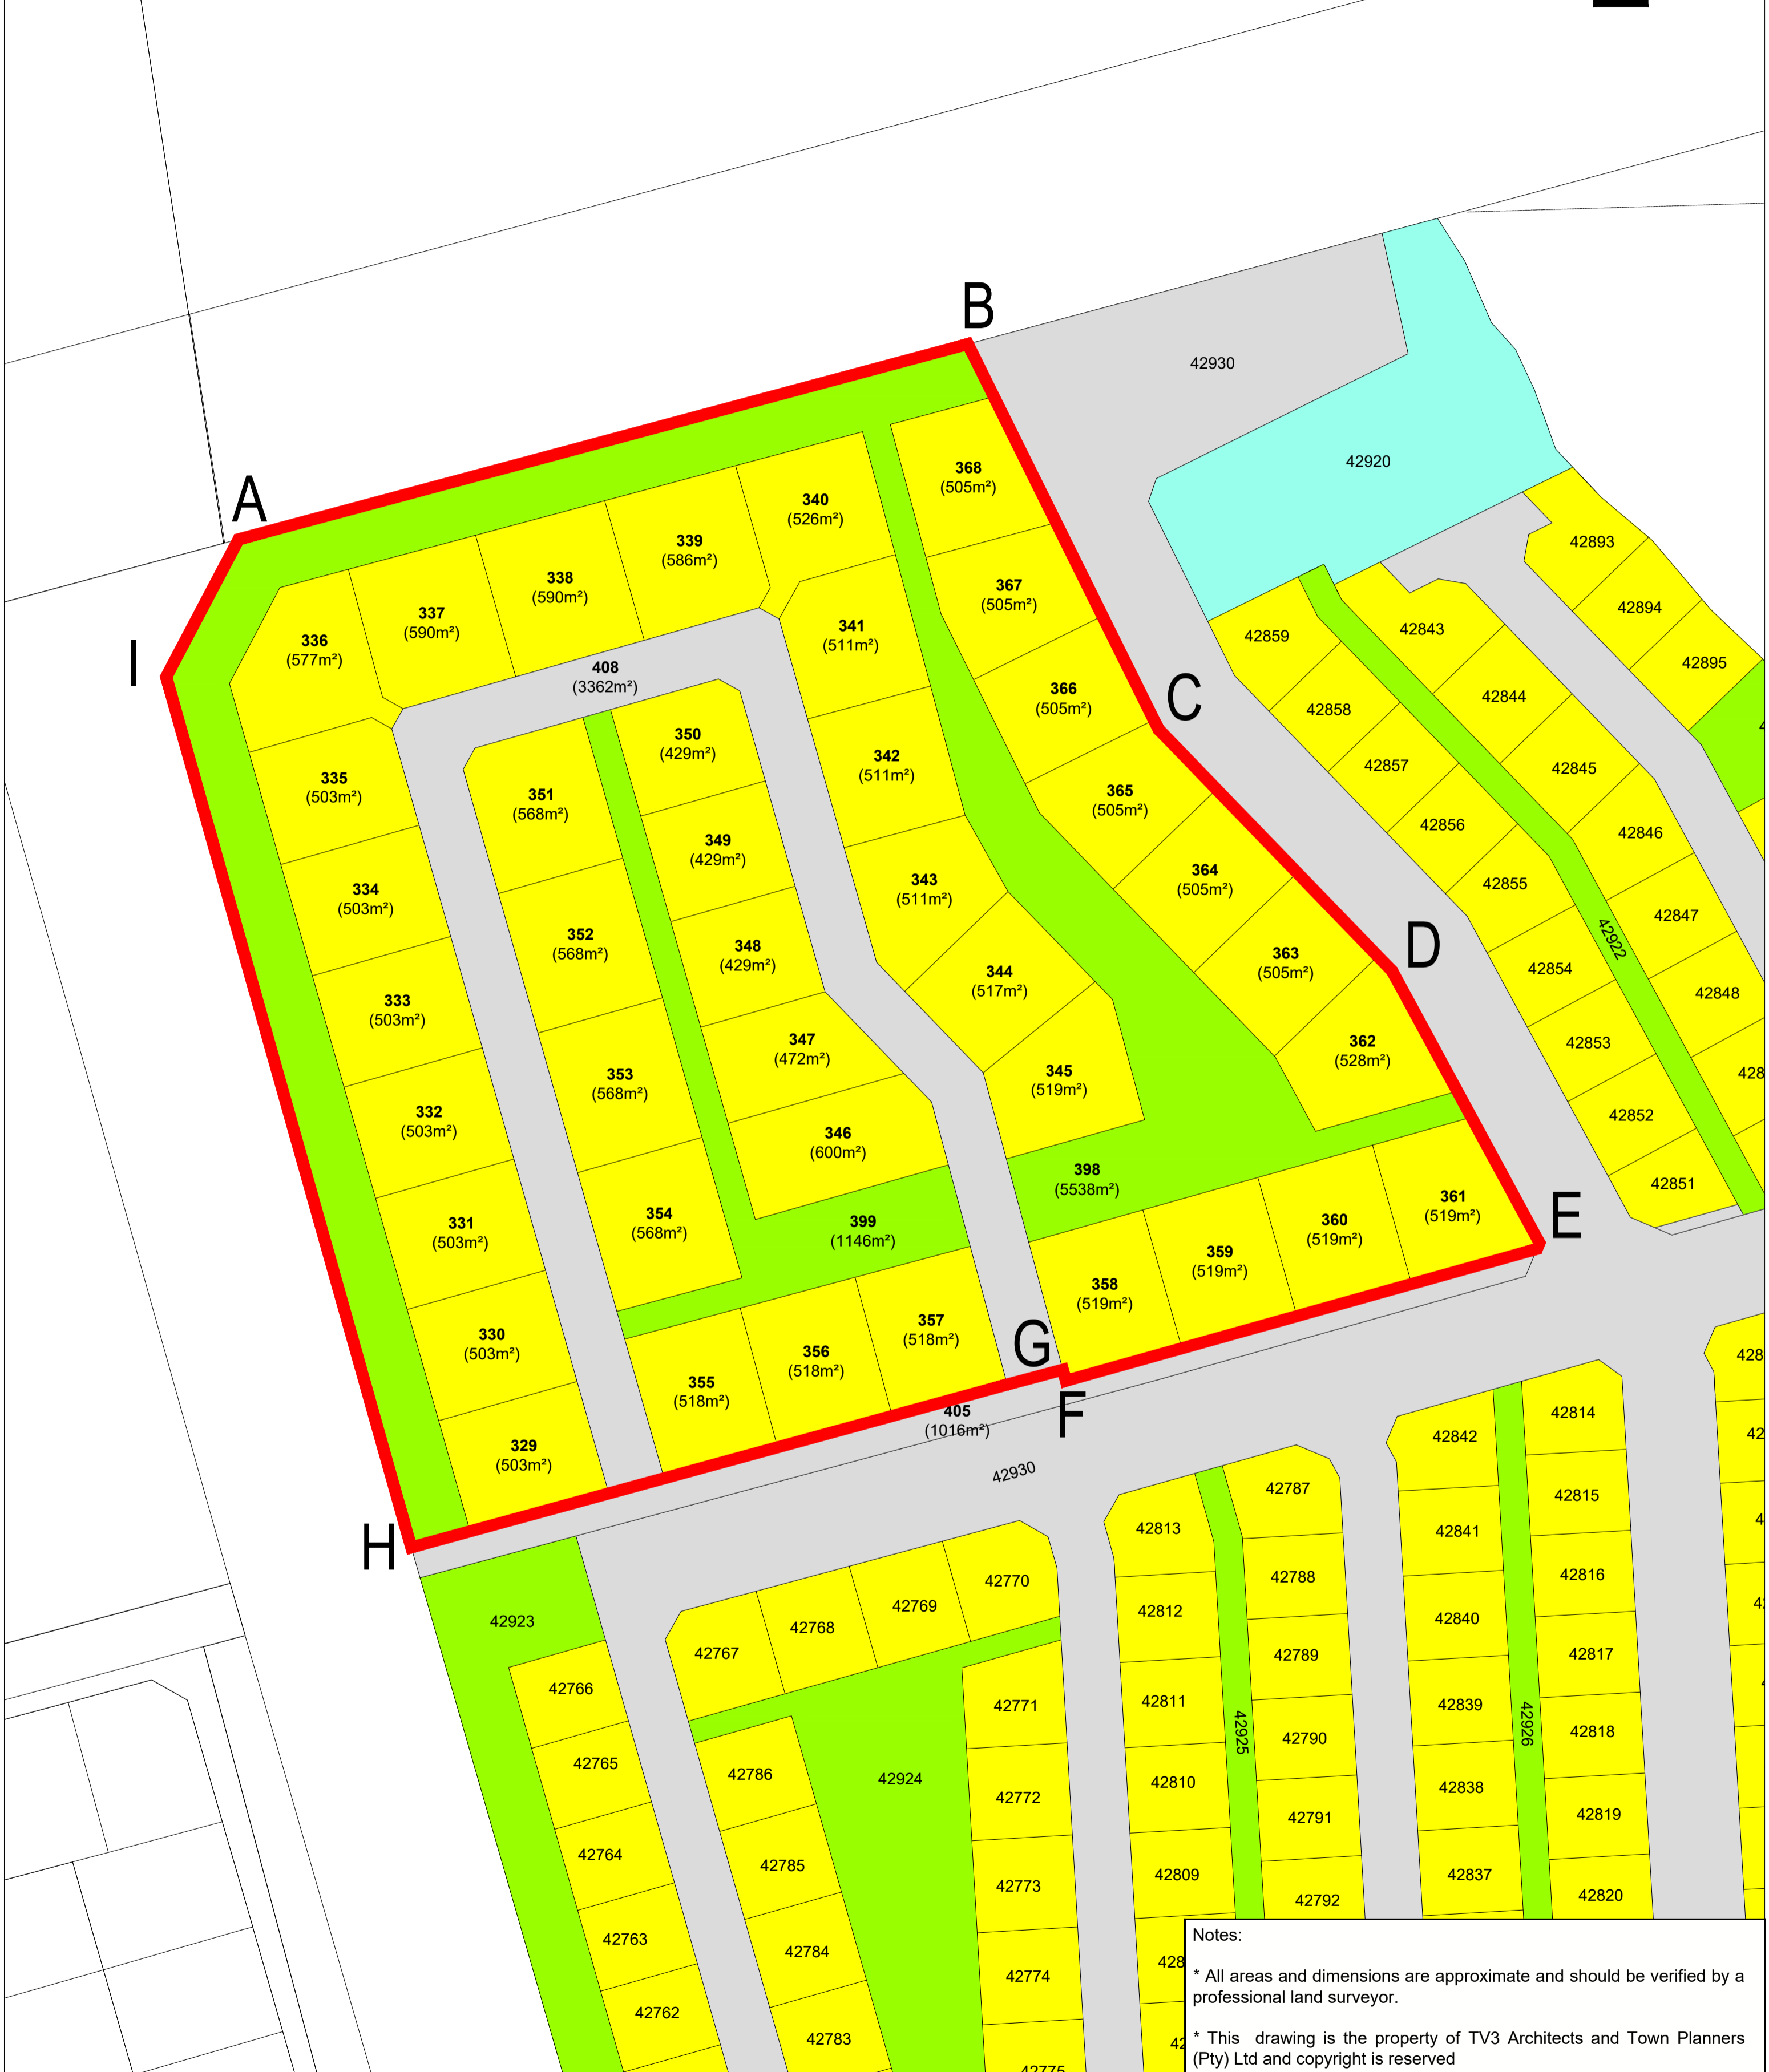 B
42930
42920
A
368
(505m²)
340
(526m²)
339
(586m²)
338
(590m²)
337
(590m²)
336
(577m²)
I
367
(505m²)
341
(511m²)
408
(3362m²)
366
(505m²)
C
42893
42894
42895
42859
42843
42858
42844
42857
42845
42856
42846
42855
42847
42854
42922
42848
42853
42852
42851
335
(503m²)
351
(568m²)
350
(429m²)
342
(511m²)
365
(505m²)
334
(503m²)
352
(568m²)
349
(429m²)
343
(511m²)
364
(505m²)
333
(503m²)
348
(429m²)
344
(517m²)
363
(505m²)
D
332
(503m²)
353
(568m²)
347
(472m²)
345
(519m²)
362
(528m²)
331
(503m²)
354
(568m²)
346
(600m²)
399
(1146m²)
398
(5538m²)
361
(519m²)
360
(519m²)
359
(519m²)
358
(519m²)
E
330
(503m²)
355
(518m²)
356
(518m²)
357
(518m²)
G
F
329
(503m²)
405
(1016m²)
42930
H
42923
42767
42768
42769
42770
42766
42765
42764
42763
42762
42786
42785
42784
42783
42924
42771
42772
42773
42774
42775
42813
42812
42811
42810
42809
42925
42787
42788
42789
42790
42791
42792
42842
42841
42840
42839
42838
42837
42926
42814
42815
42816
42817
42818
42819
42820
Notes:
* All areas and dimensions are approximate and should be verified by a
professional land surveyor.
* This drawing is the property of TV3 Architects and Town Planners
(Pty) Ltd and copyright is reserved